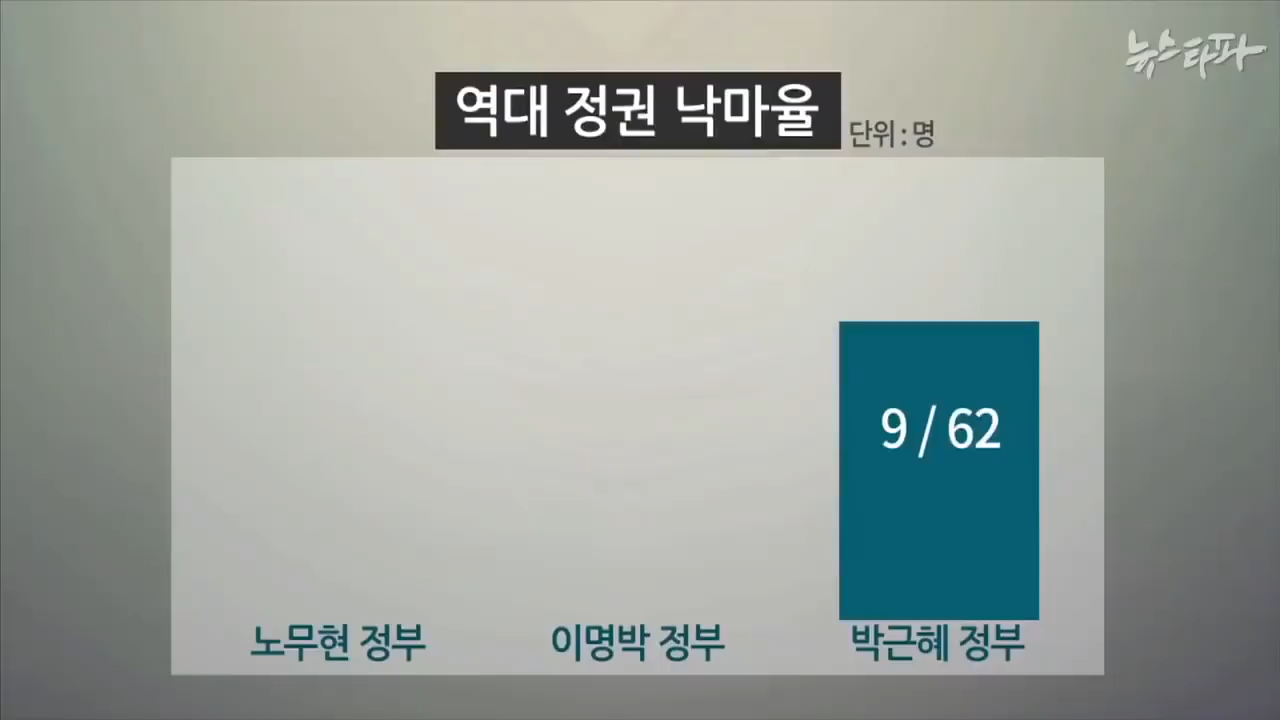 뉴스타파
역대 정권 낙마율
단위 : 명
9 / 62
노무현 정부
이명박 정부
박근혜 정부